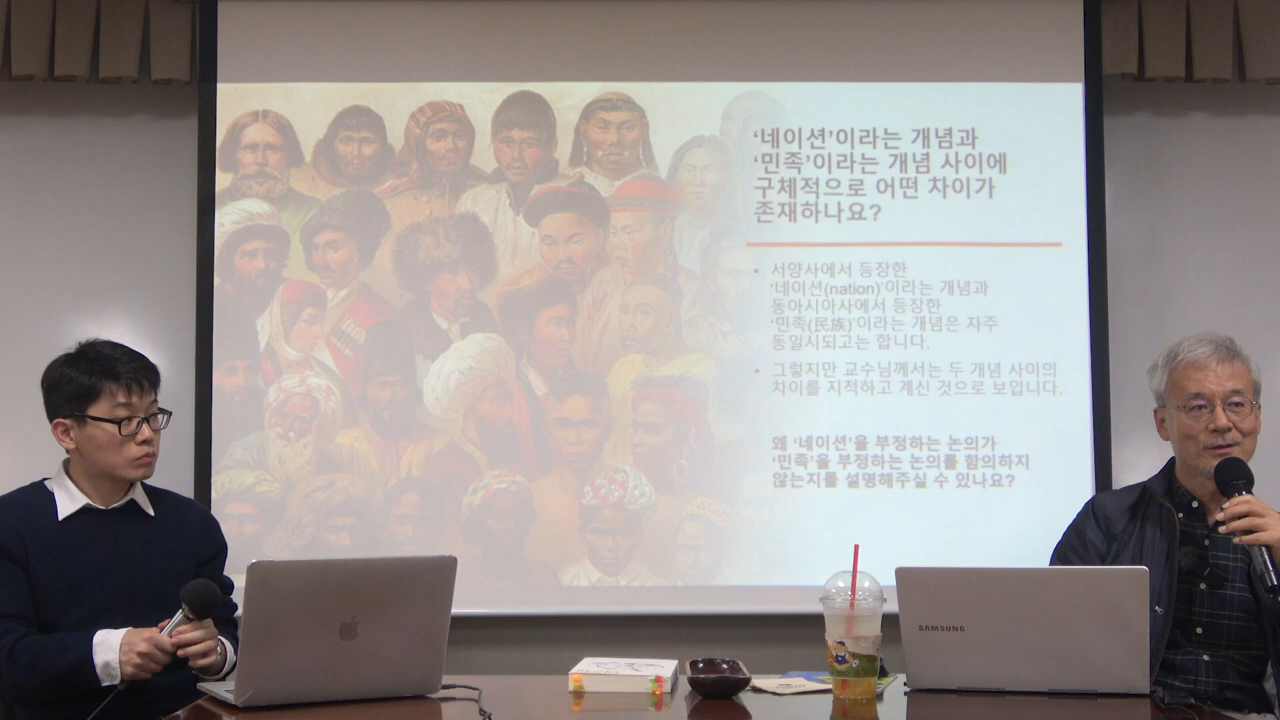 ‘네이션’이라는 개념과
‘민족’이라는 개념 사이에
구체적으로 어떤 차이가
존재하나요?
• 서양사에서 등장한
‘네이션(nation)’이라는 개념과
동아시아사에서 등장한
‘민족(民族)’이라는 개념은 자주
동일시되고는 합니다.
• 그렇지만 교수님께서는 두 개념 사이의
차이를 지적하고 계신 것으로 보입니다.
왜 ‘네이션’을 부정하는 논의가
‘민족’을 부정하는 논의를 함의하지
않는지를 설명해주실 수 있나요?
SAMSUNG